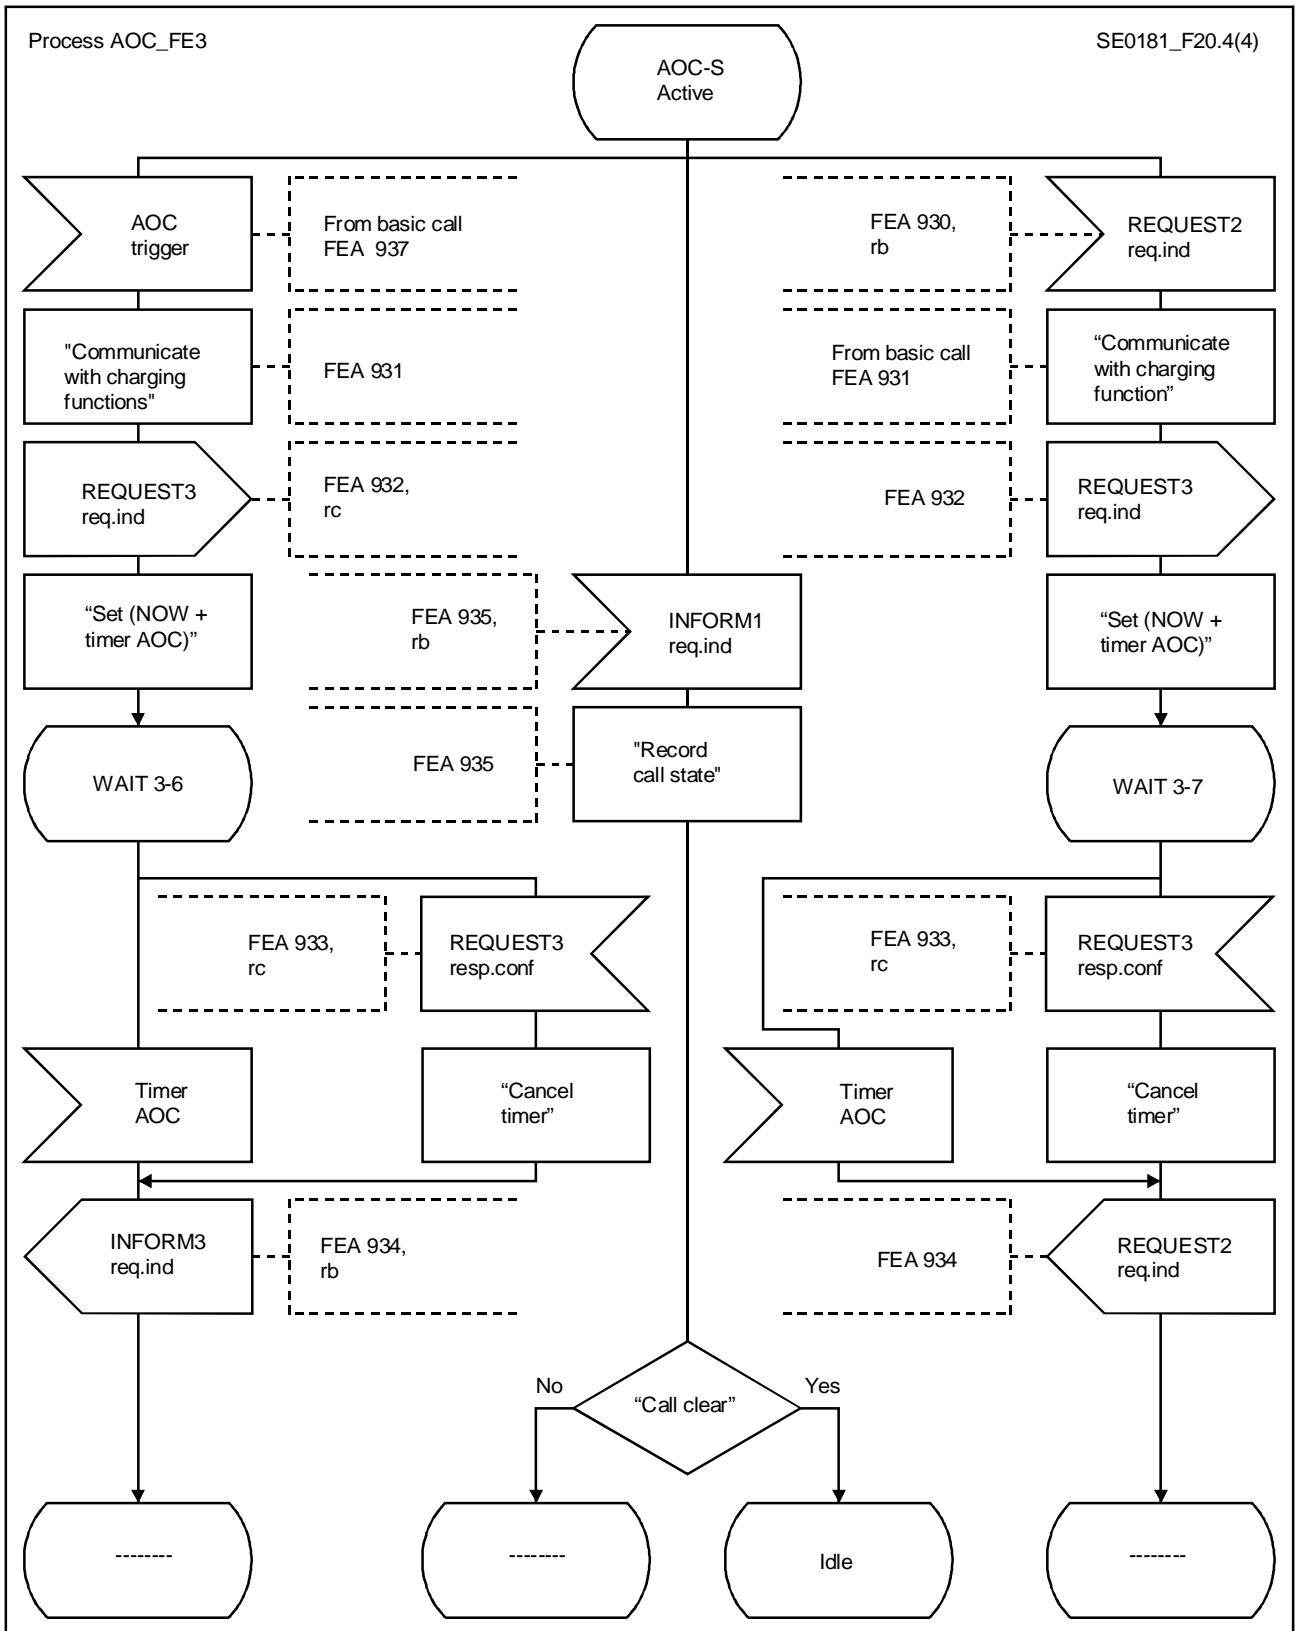 Process AOC_FE3
SE0181_F20.4(4)
AOC-S
Active
AOC
trigger
From basic call
FEA 937
FEA 930,
rb
REQUEST2
req.ind
"Communicate
with charging
functions"
FEA 931
From basic call
FEA 931
“Communicate
with charging
function”
REQUEST3
req.ind
FEA 932,
rc
FEA 932
REQUEST3
req.ind
“Set (NOW +
timer AOC)”
FEA 935,
rb
INFORM1
req.ind
“Set (NOW +
timer AOC)”
WAIT 3-6
FEA 935
"Record
call state"
WAIT 3-7
FEA 933,
rc
REQUEST3
resp.conf
FEA 933,
rc
REQUEST3
resp.conf
Timer
AOC
“Cancel
timer”
Timer
AOC
“Cancel
timer”
INFORM3
req.ind
FEA 934,
rb
FEA 934
REQUEST2
req.ind
No
“Call clear”
Yes
--------
--------
Idle
--------